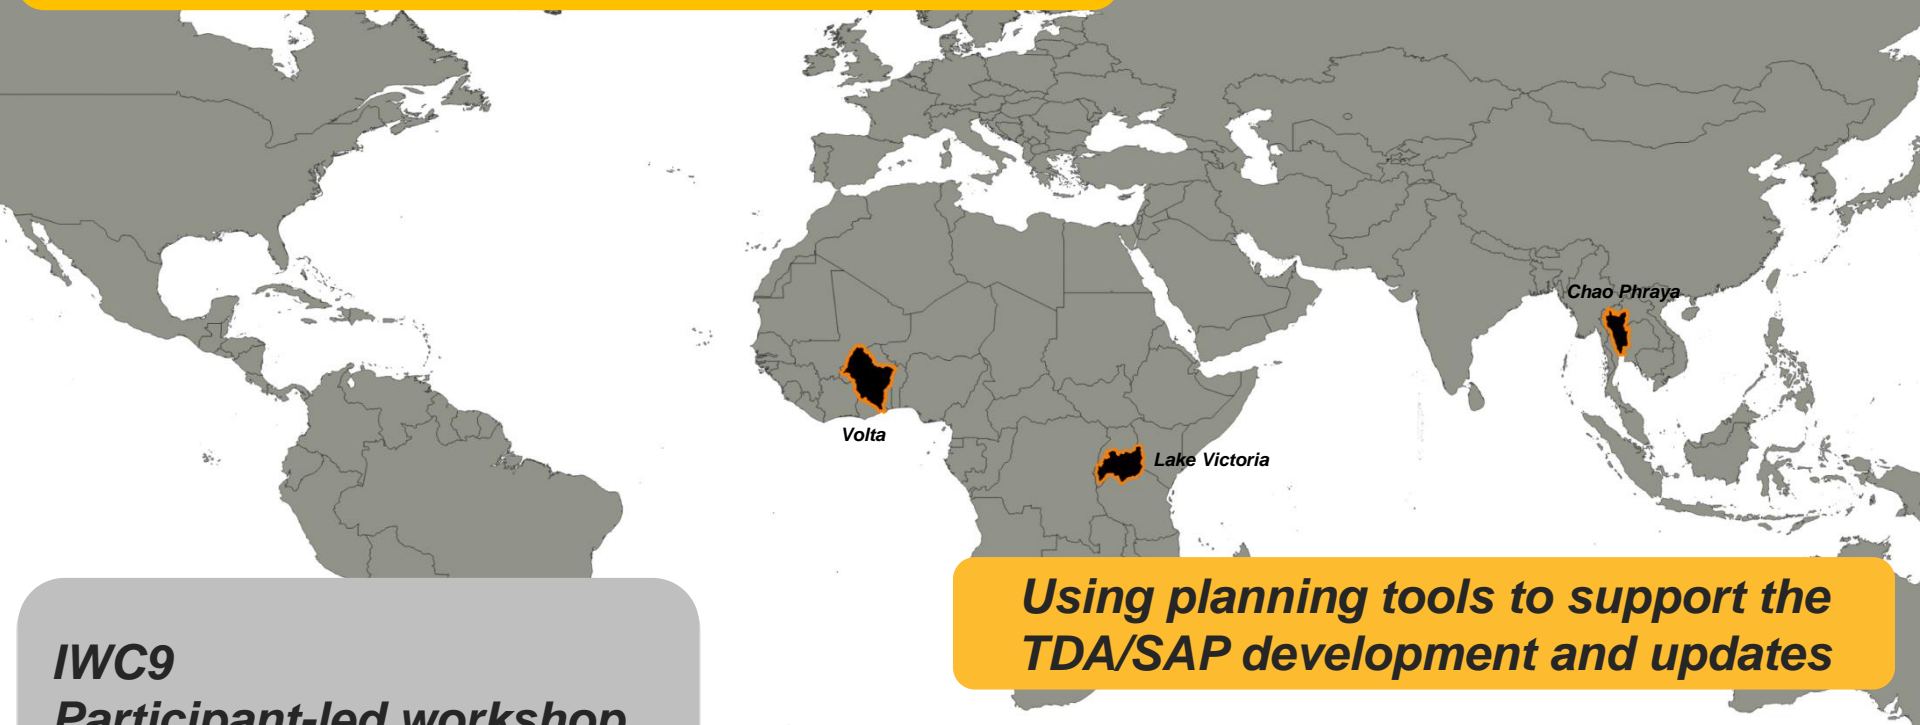 Chao Phraya
Volta
Lake Victoria
Using planning tools to support the
TDA/SAP development and updates
IWC9
Participant-led workshop